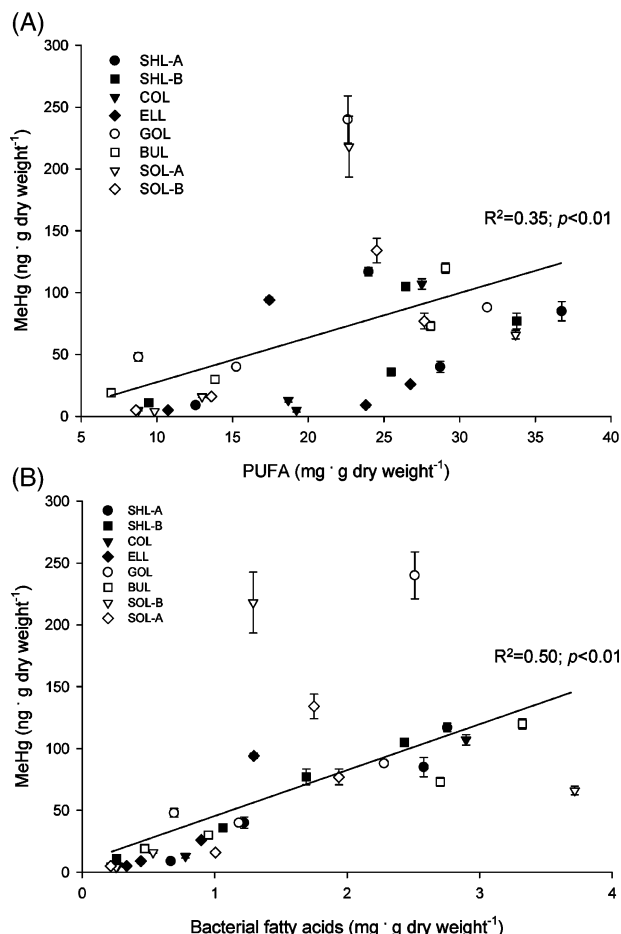 (A)
300
250
200
150
100
50
0
MeHg (ng · g dry weight⁻¹)
SHL-A
SHL-B
COL
ELL
GOL
BUL
SOL-A
SOL-B
R²=0.35; p<0.01
5 10 15 20 25 30 35 40
PUFA (mg · g dry weight⁻¹)
(B)
300
250
200
150
100
50
0
MeHg (ng · g dry weight⁻¹)
SHL-A
SHL-B
COL
ELL
GOL
BUL
SOL-B
SOL-A
R²=0.50; p<0.01
0 1 2 3 4
Bacterial fatty acids (mg · g dry weight⁻¹)